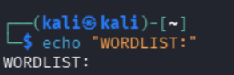 ┌──(kali㉿kali)-[~]
└─$ echo "WORDLIST:"
WORDLIST: